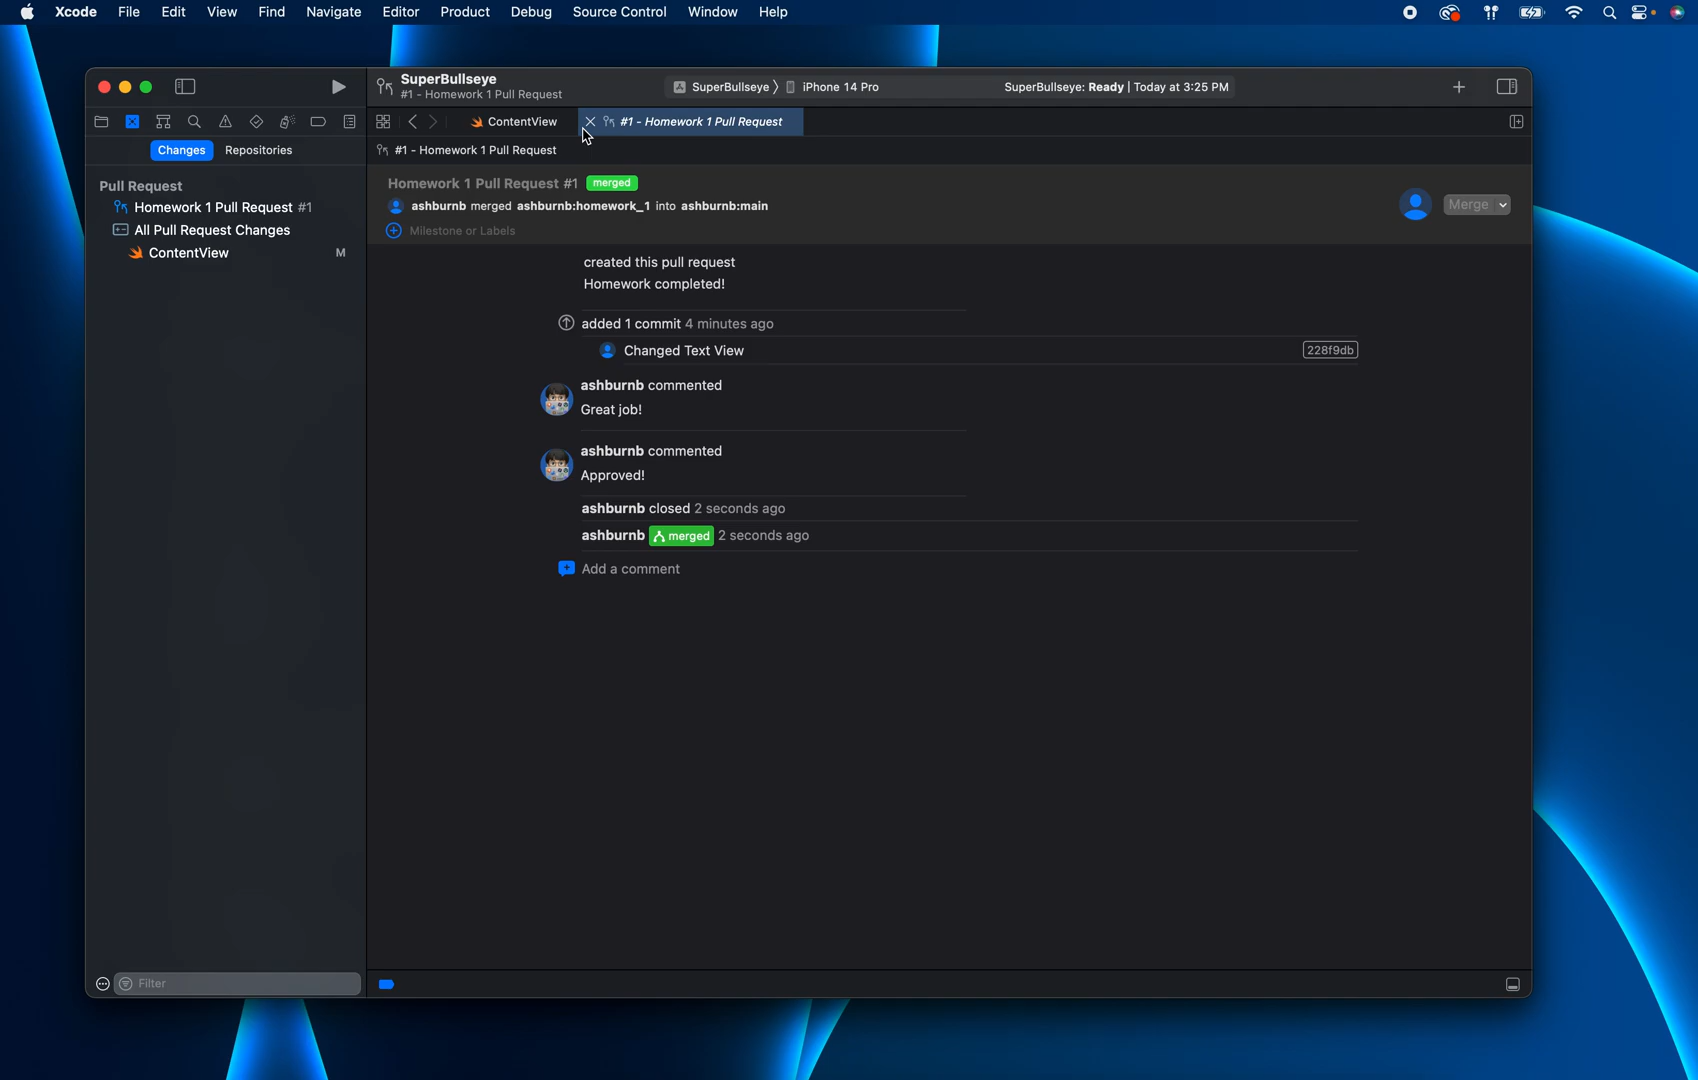 Xcode File Edit View Find Navigate Editor Product Debug Source Control Window Help
SuperBullseye
#1 - Homework 1 Pull Request
SuperBullseye 〉 iPhone 14 Pro
SuperBullseye: Ready | Today at 3:25 PM
ContentView
#1 - Homework 1 Pull Request
Changes Repositories
#1 - Homework 1 Pull Request
Pull Request
Homework 1 Pull Request #1
All Pull Request Changes
ContentView M
Homework 1 Pull Request #1 merged
ashburnb merged ashburnb:homework_1 into ashburnb:main
Merge
Milestone or Labels
created this pull request
Homework completed!
added 1 commit 4 minutes ago
Changed Text View 228f9db
ashburnb commented
Great job!
ashburnb commented
Approved!
ashburnb closed 2 seconds ago
ashburnb merged 2 seconds ago
Add a comment
Filter